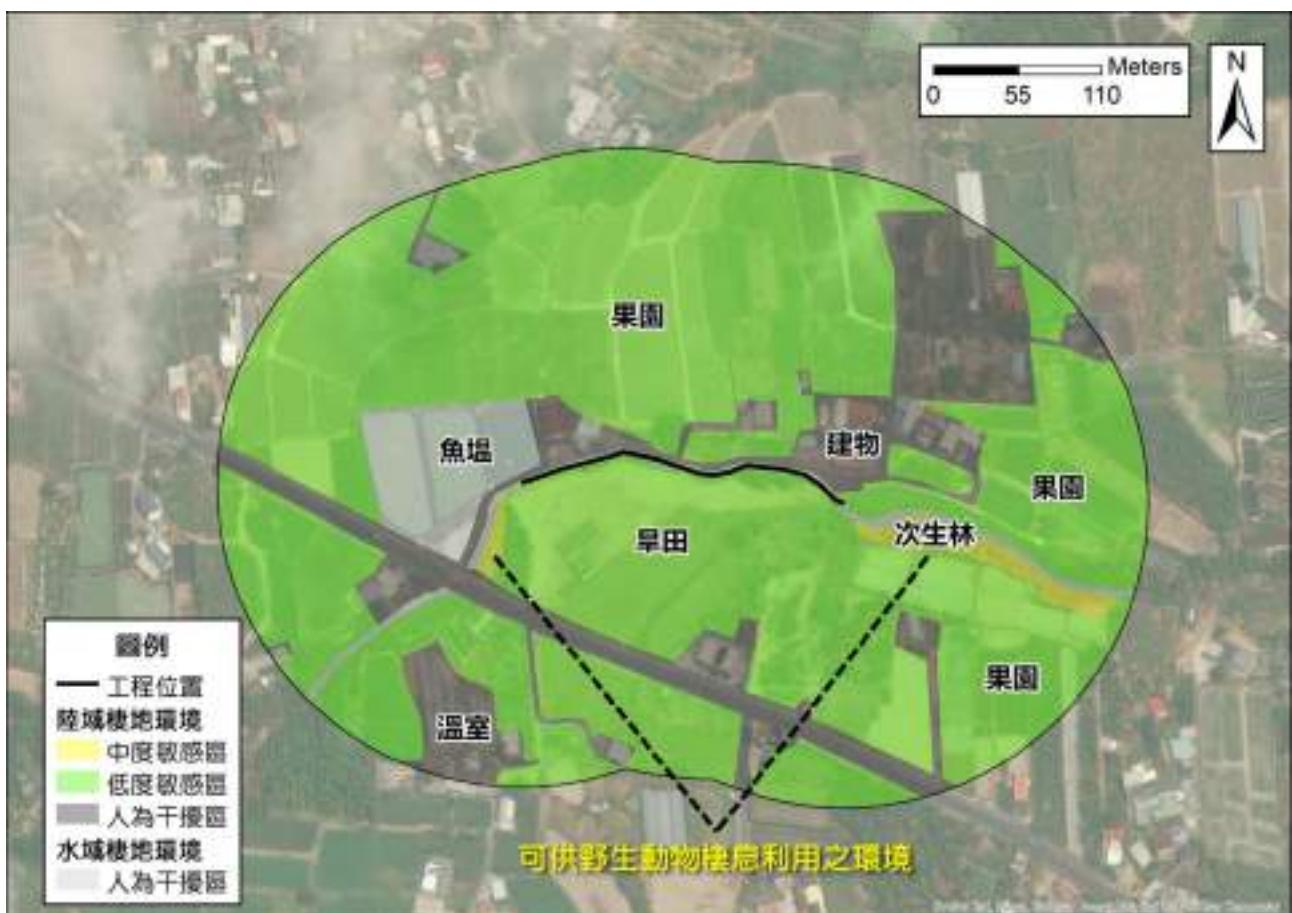 Meters
0 55 110
N
果園
魚塭
建物
果園
旱田
次生林
果園
溫室
可供野生動物棲息利用之環境
圖例
工程位置
陸域棲地環境
中度敏感區
低度敏感區
人為干擾區
水域棲地環境
人為干擾區